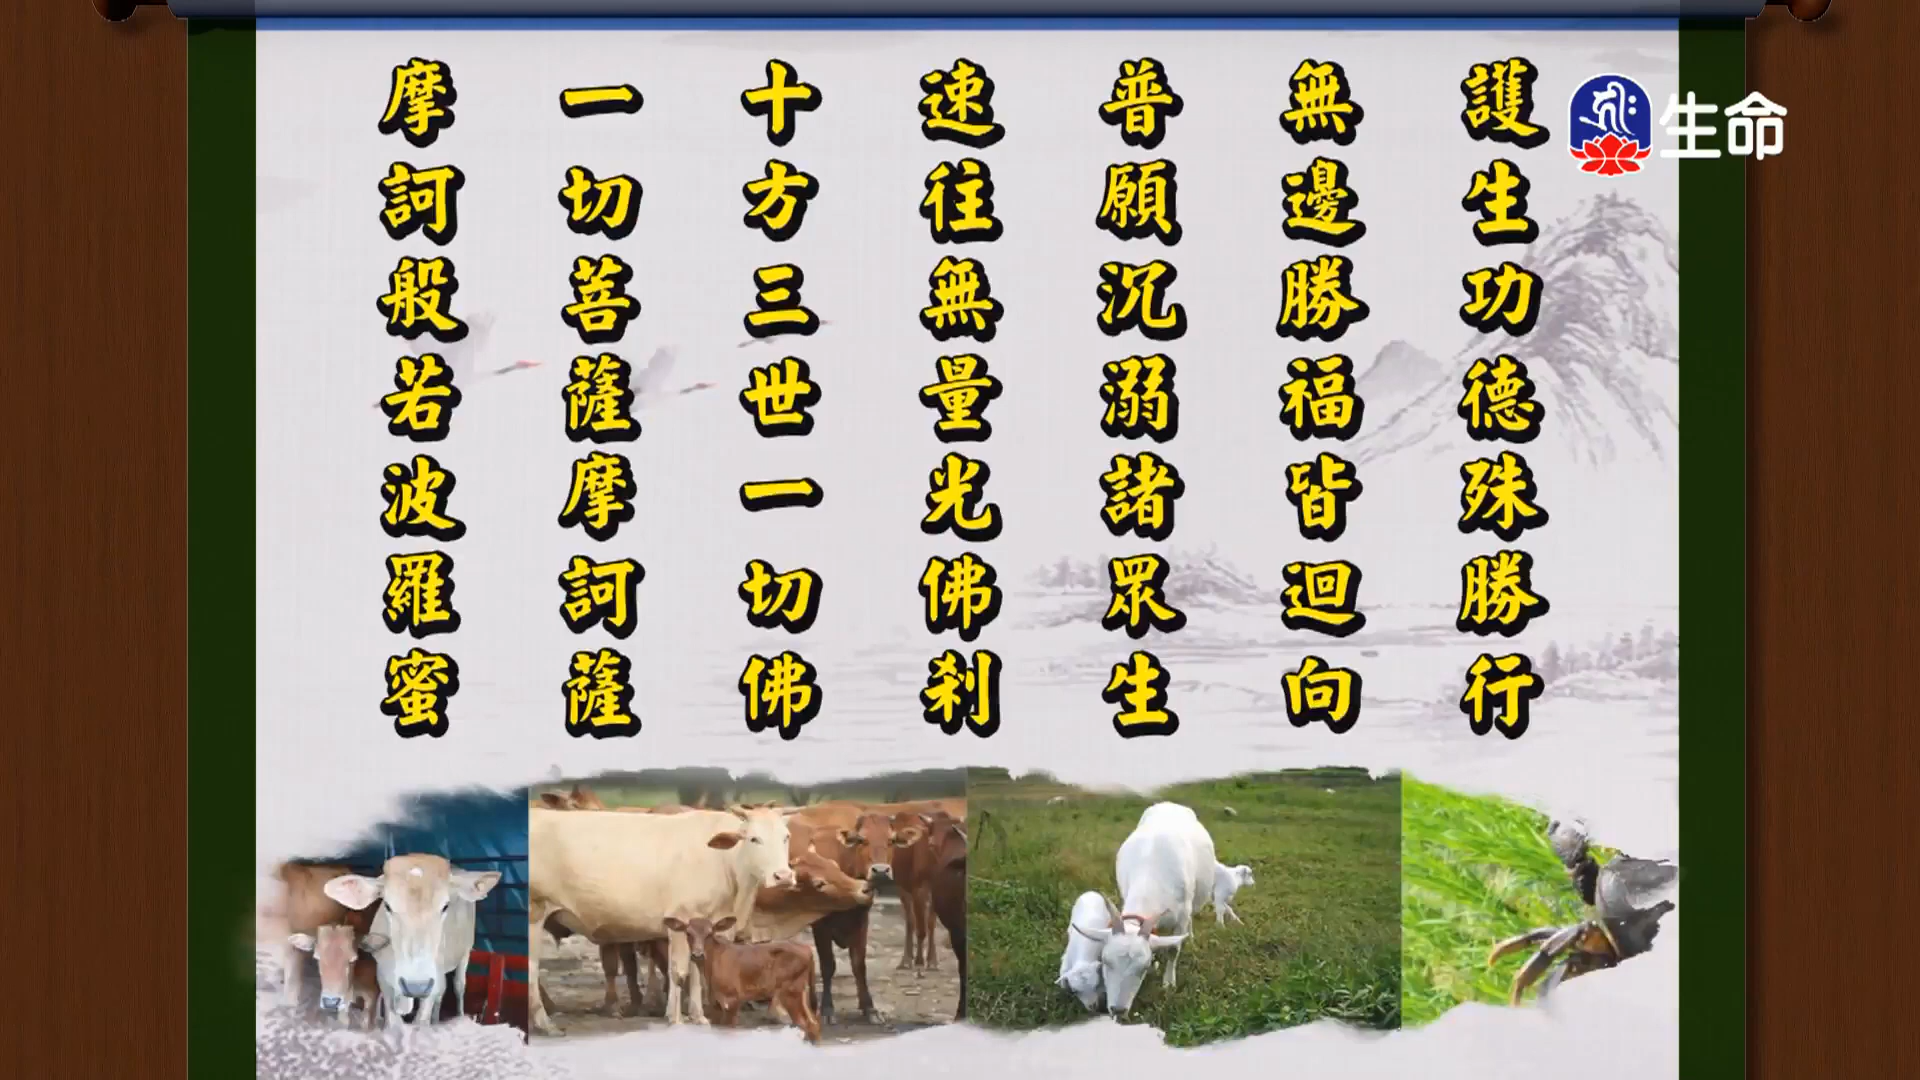 護生功德殊勝行
無邊勝福皆迴向
普願沉溺諸眾生
速往無量光佛剎
十方三世一切佛
一切菩薩摩訶薩
摩訶般若波羅蜜
生命